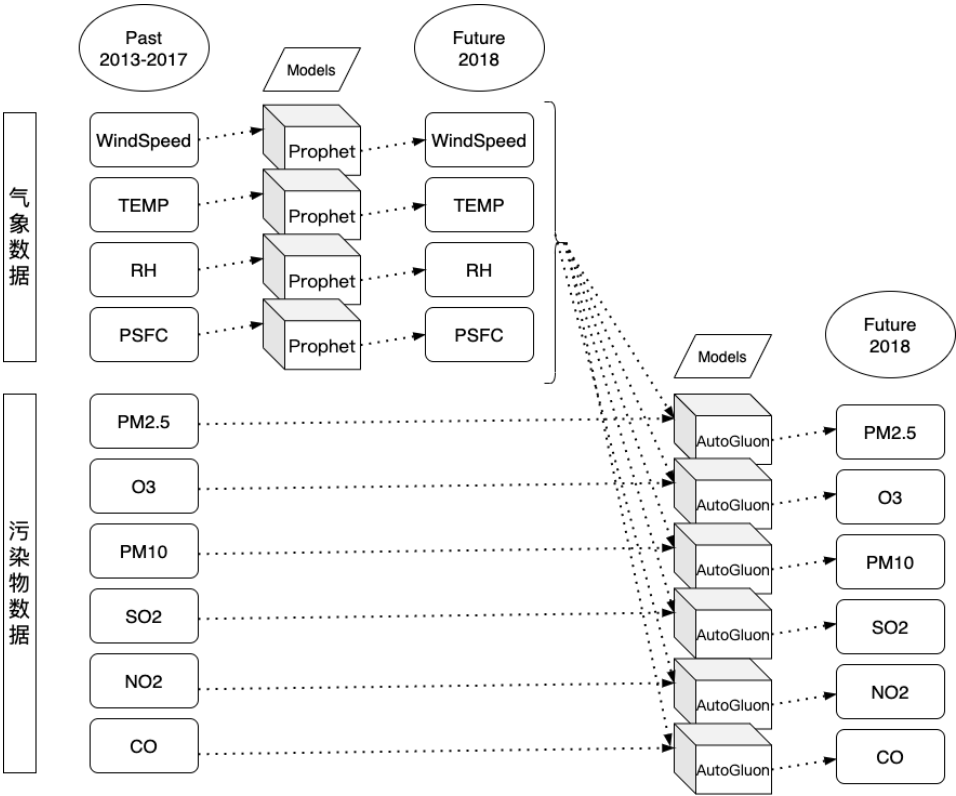 Past
2013-2017
Models
Future
2018
气象数据
WindSpeed
Prophet
WindSpeed
TEMP
Prophet
TEMP
RH
Prophet
RH
PSFC
Prophet
PSFC
Models
Future
2018
污染物数据
PM2.5
AutoGluon
PM2.5
O3
AutoGluon
O3
PM10
AutoGluon
PM10
SO2
AutoGluon
SO2
NO2
AutoGluon
NO2
CO
AutoGluon
CO